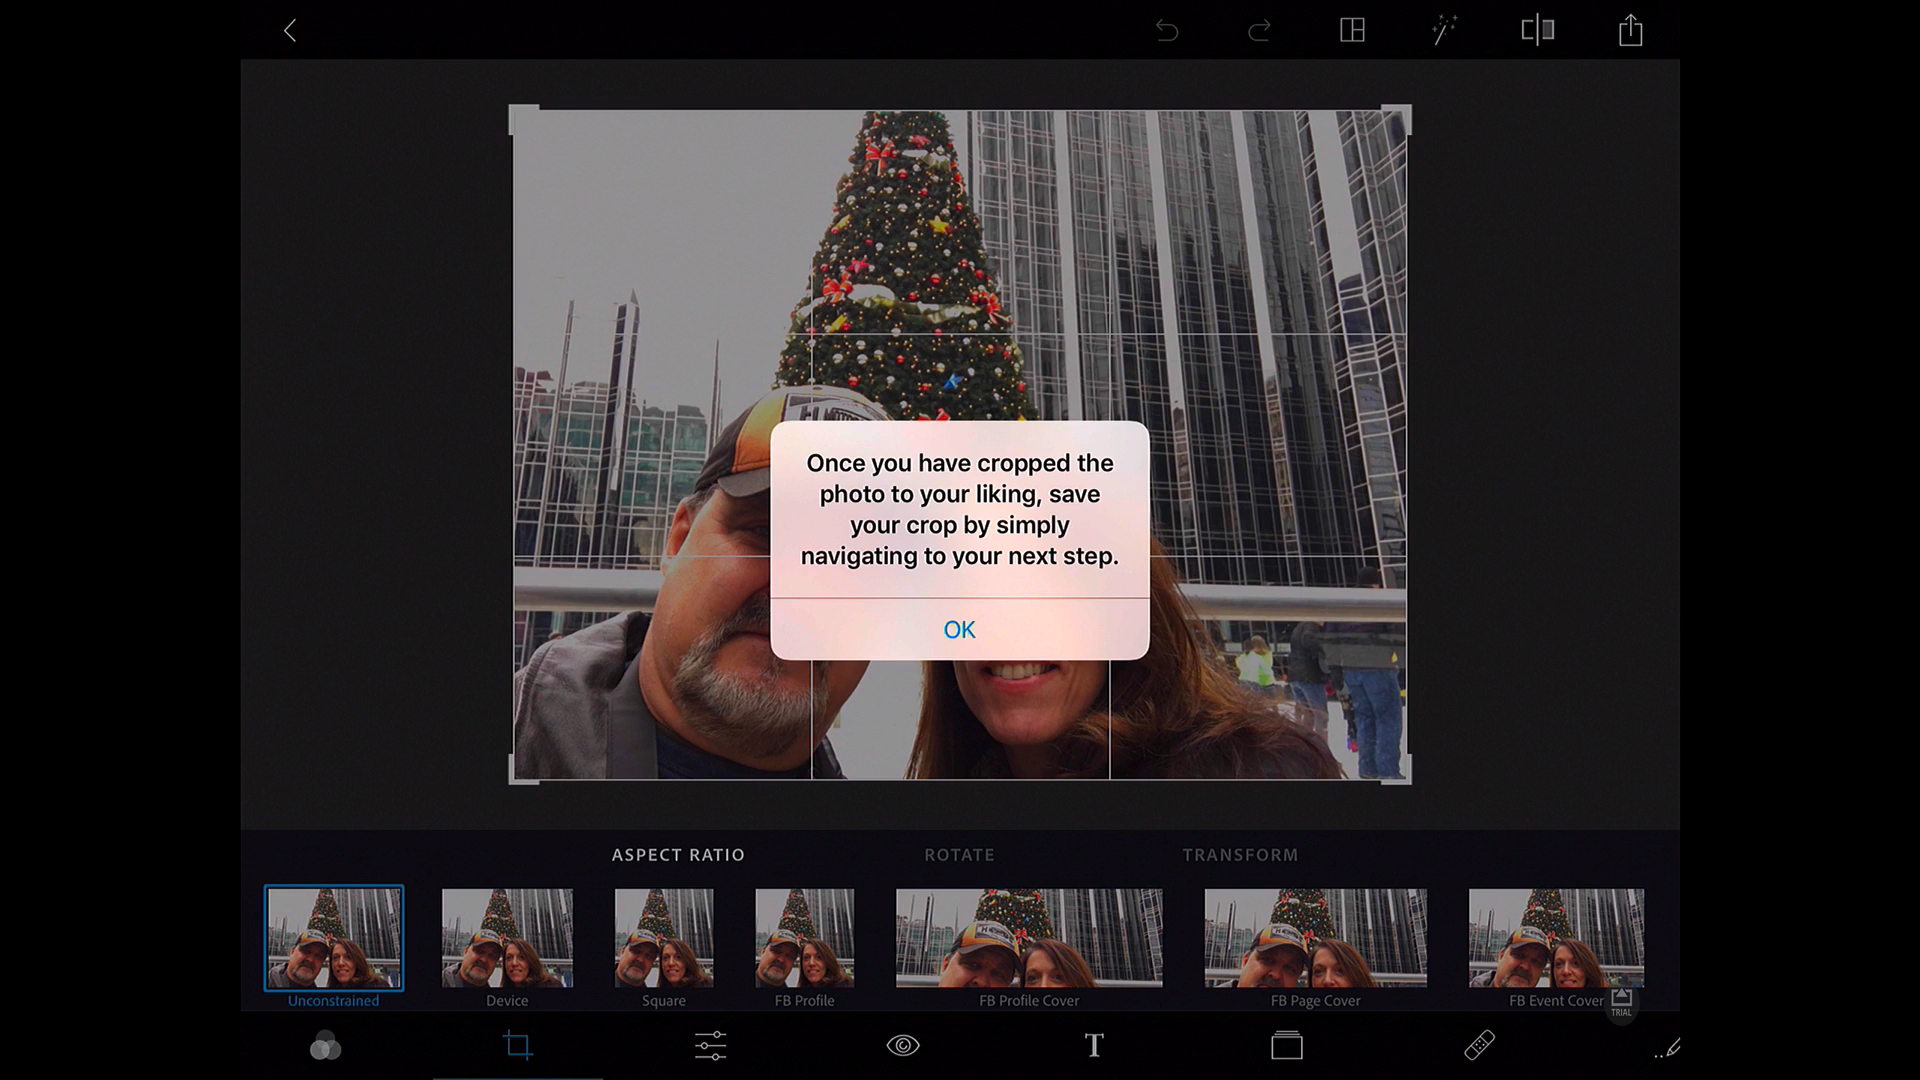 Once you have cropped the
photo to your liking, save
your crop by simply
navigating to your next step.
OK
ASPECT RATIO
ROTATE
TRANSFORM
Unconstrained
Device
Square
FB Profile
FB Profile Cover
FB Page Cover
FB Event Cover
TRIAL
T